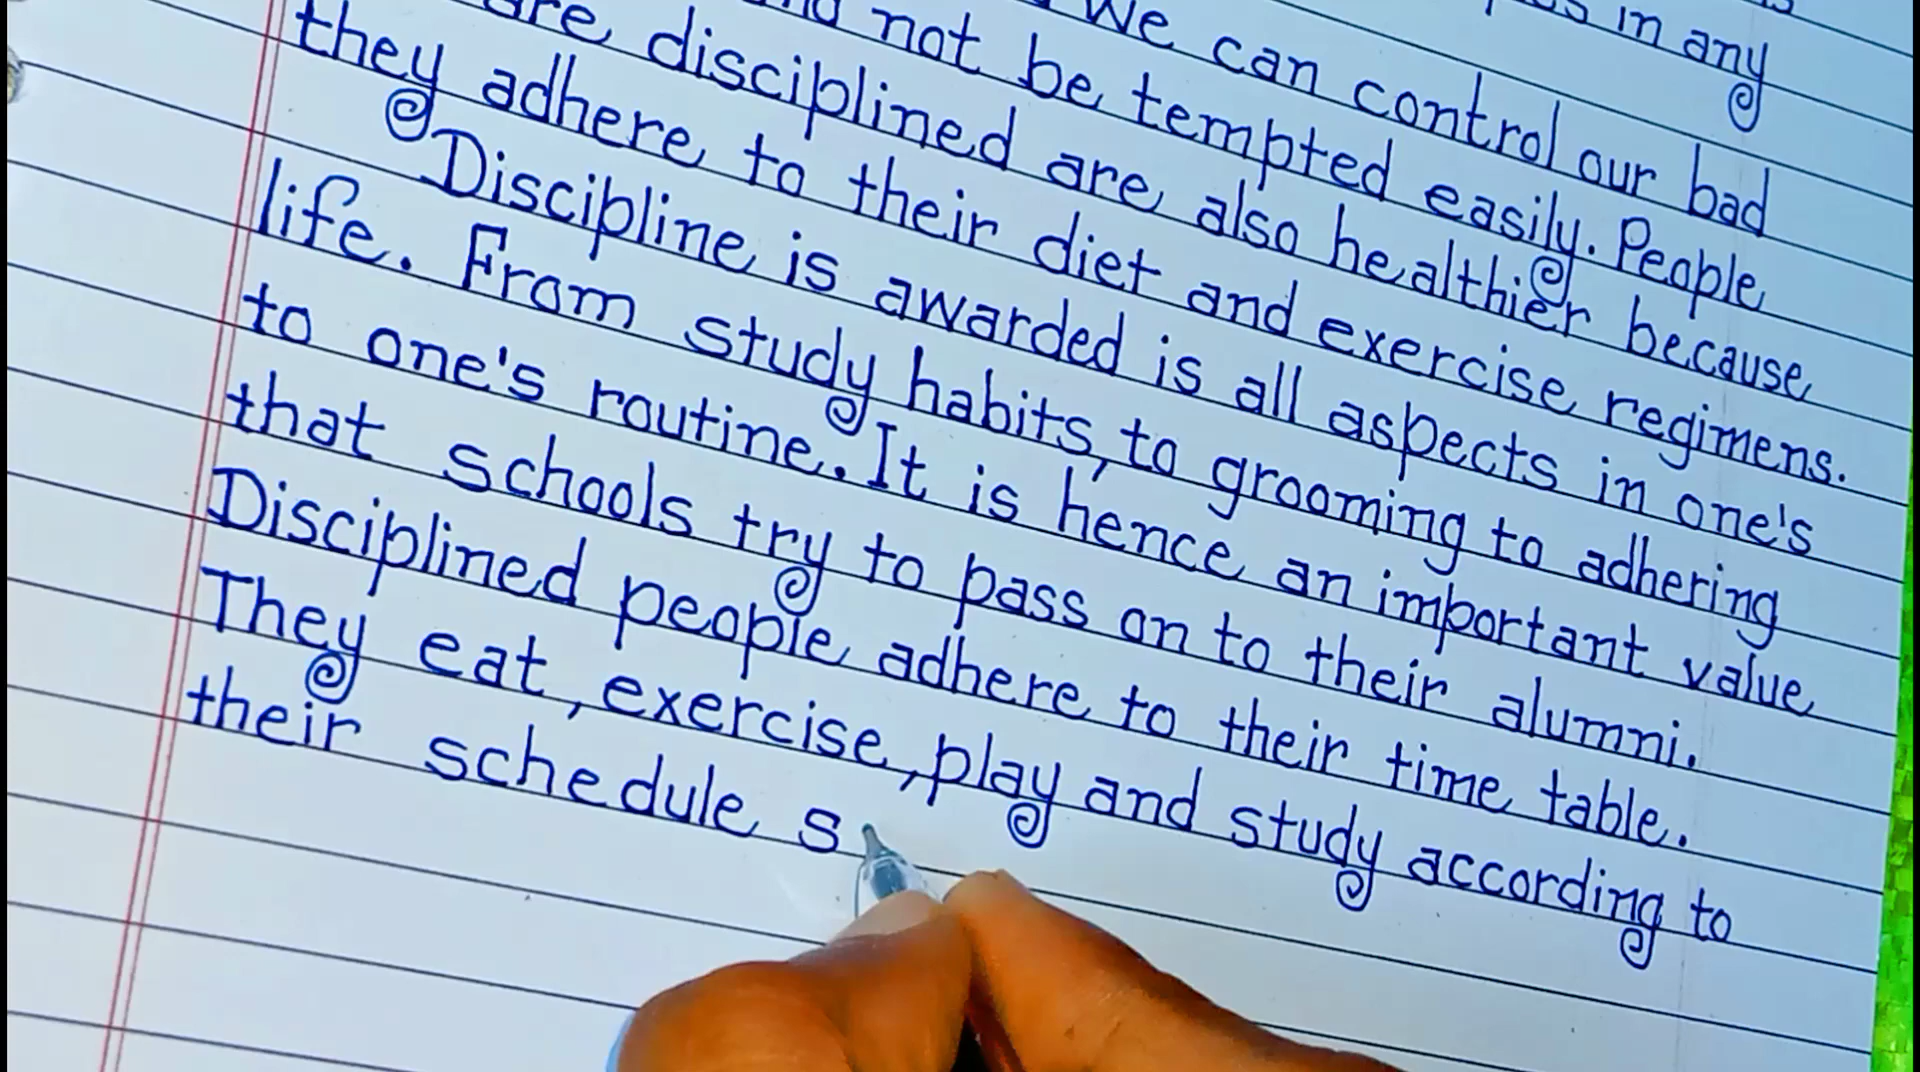 in any
We can control our bad
not be tempted easily. People
are disciplined are also healthier because
they adhere to their diet and exercise regimens.
Discipline is awarded is all aspects in one's
life. From study habits, to grooming to adhering
to one's routine. It is hence an important value
that schools try to pass on to their alumni.
Disciplined people adhere to their time table.
They eat, exercise, play and study according to
their schedule s